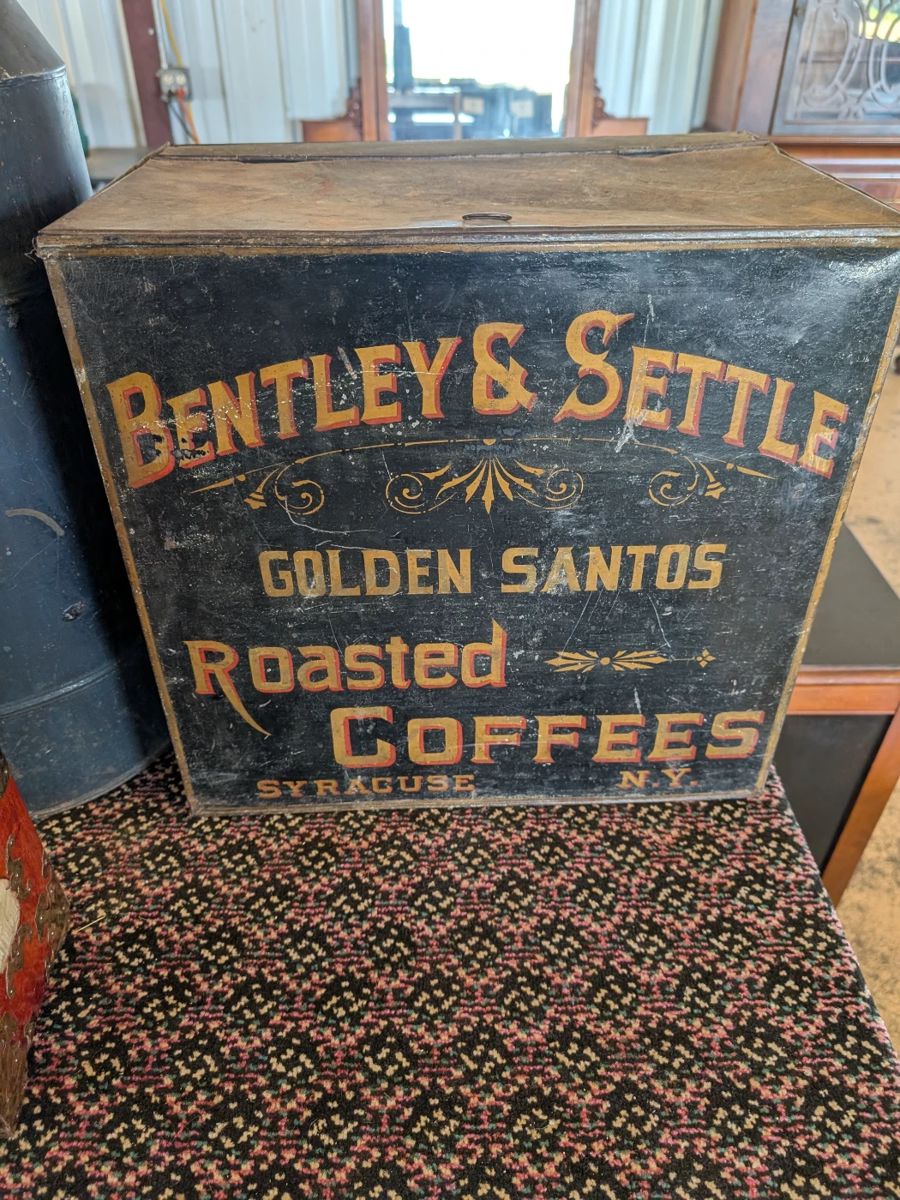 BENTLEY & SETTLE
GOLDEN SANTOS
Roasted
COFFEES
SYRACUSE N.Y.